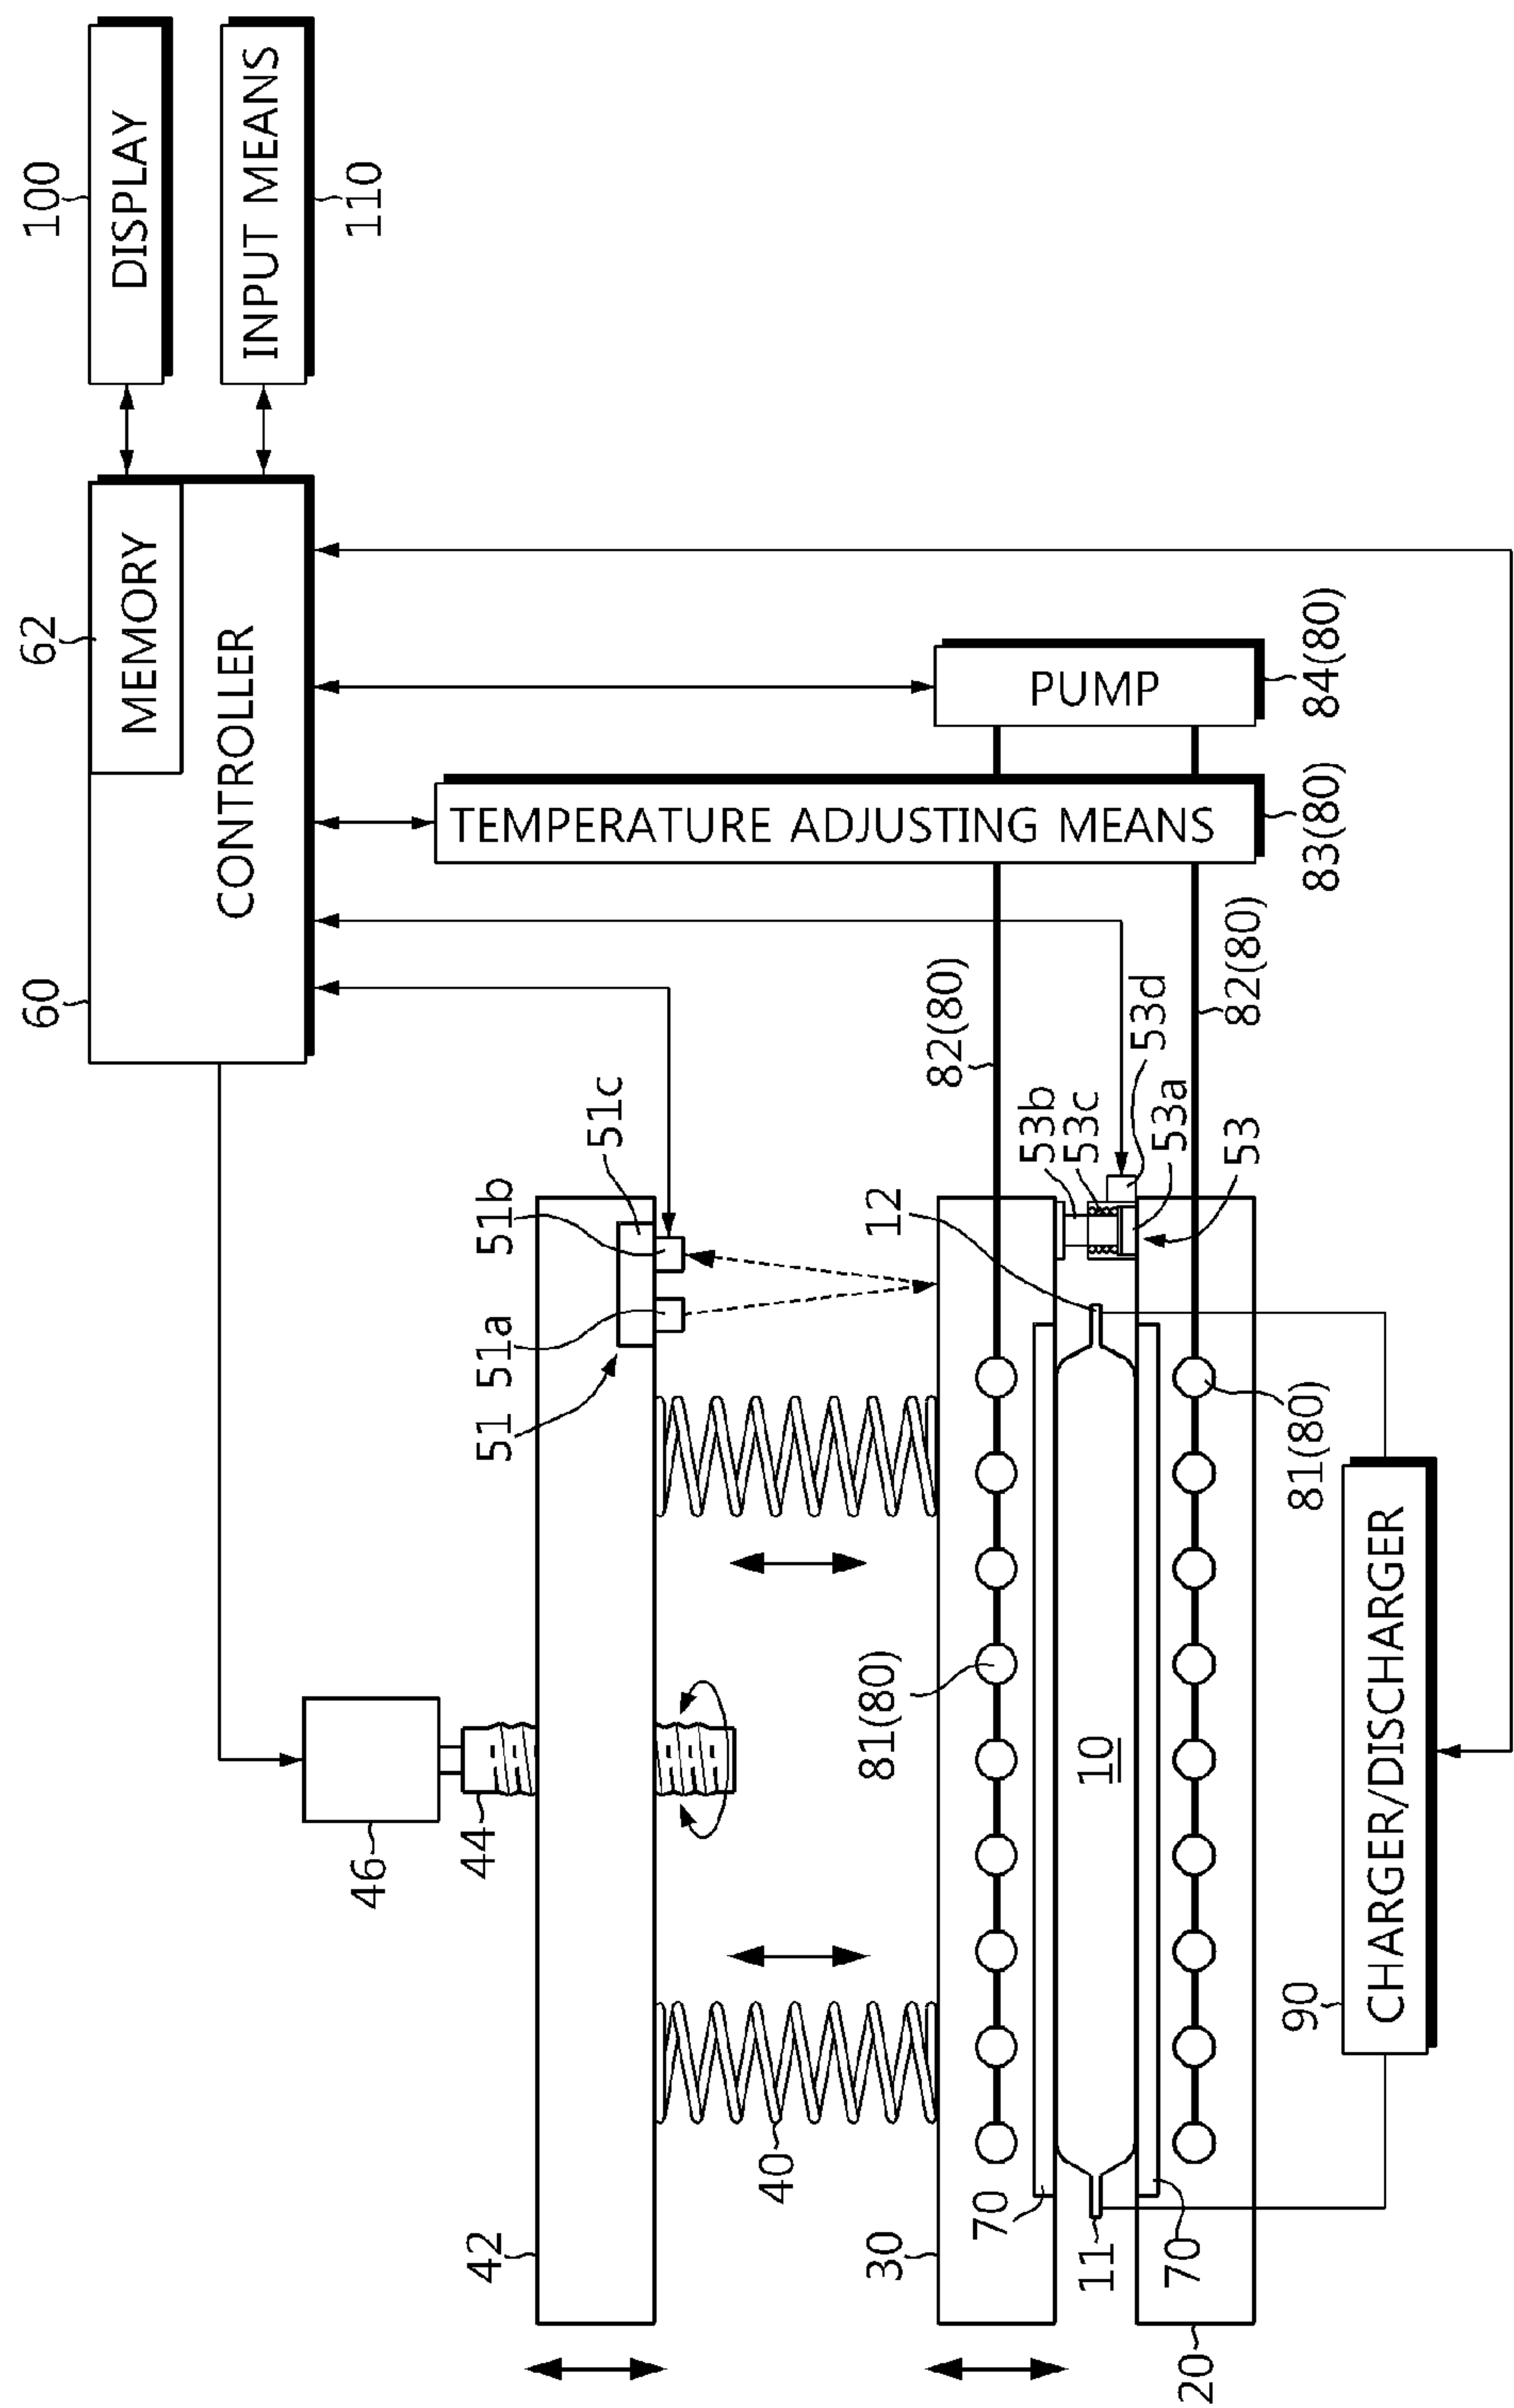 100
DISPLAY
INPUT MEANS
110
62
MEMORY
CONTROLLER
60
PUMP
84(80)
TEMPERATURE ADJUSTING MEANS
83(80)
82(80)
82(80)
51c
51b
51a
51
53b
53c
53d
53a
53
12
46
44
81(80)
81(80)
10
CHARGER/DISCHARGER
90
40
42
30
70
11
70
20